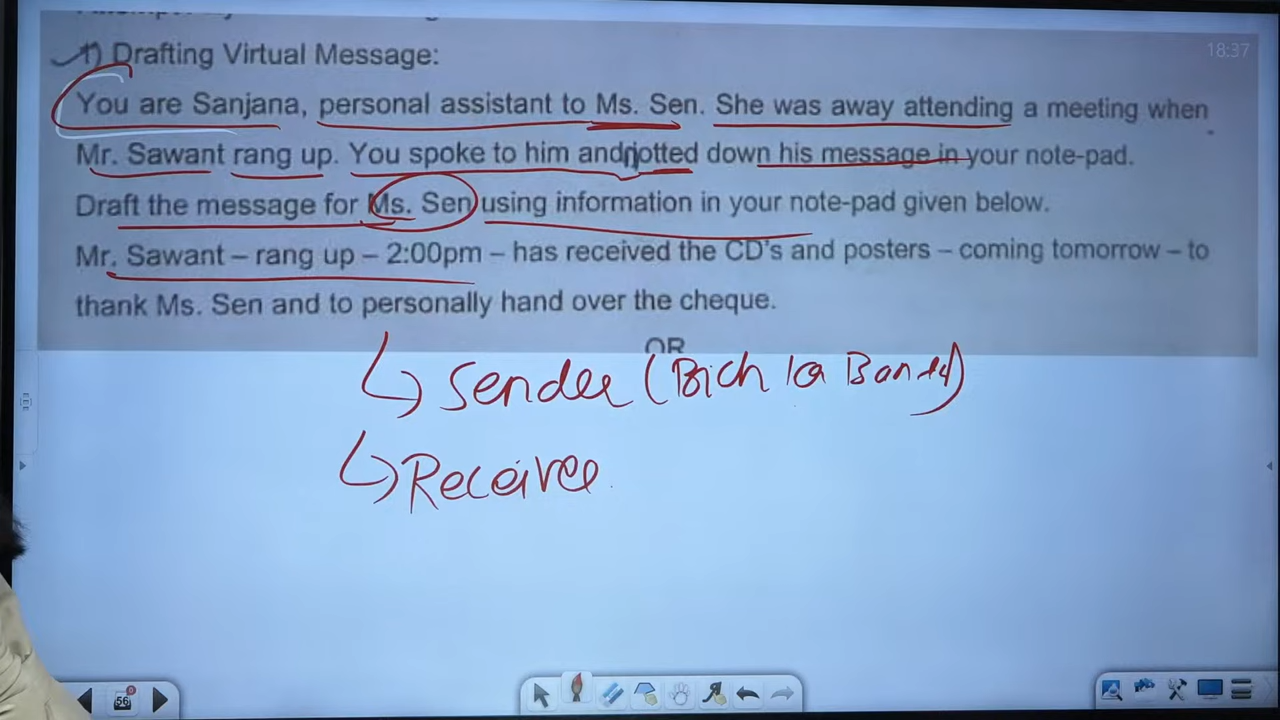 18:37
1) Drafting Virtual Message:
You are Sanjana, personal assistant to Ms. Sen. She was away attending a meeting when
Mr. Sawant rang up. You spoke to him and jotted down his message in your note-pad.
Draft the message for Ms. Sen using information in your note-pad given below.
Mr. Sawant – rang up – 2:00pm – has received the CD's and posters – coming tomorrow – to
thank Ms. Sen and to personally hand over the cheque.
OR
↳ Sender (Bich ka Banda)
↳ Receiver
56